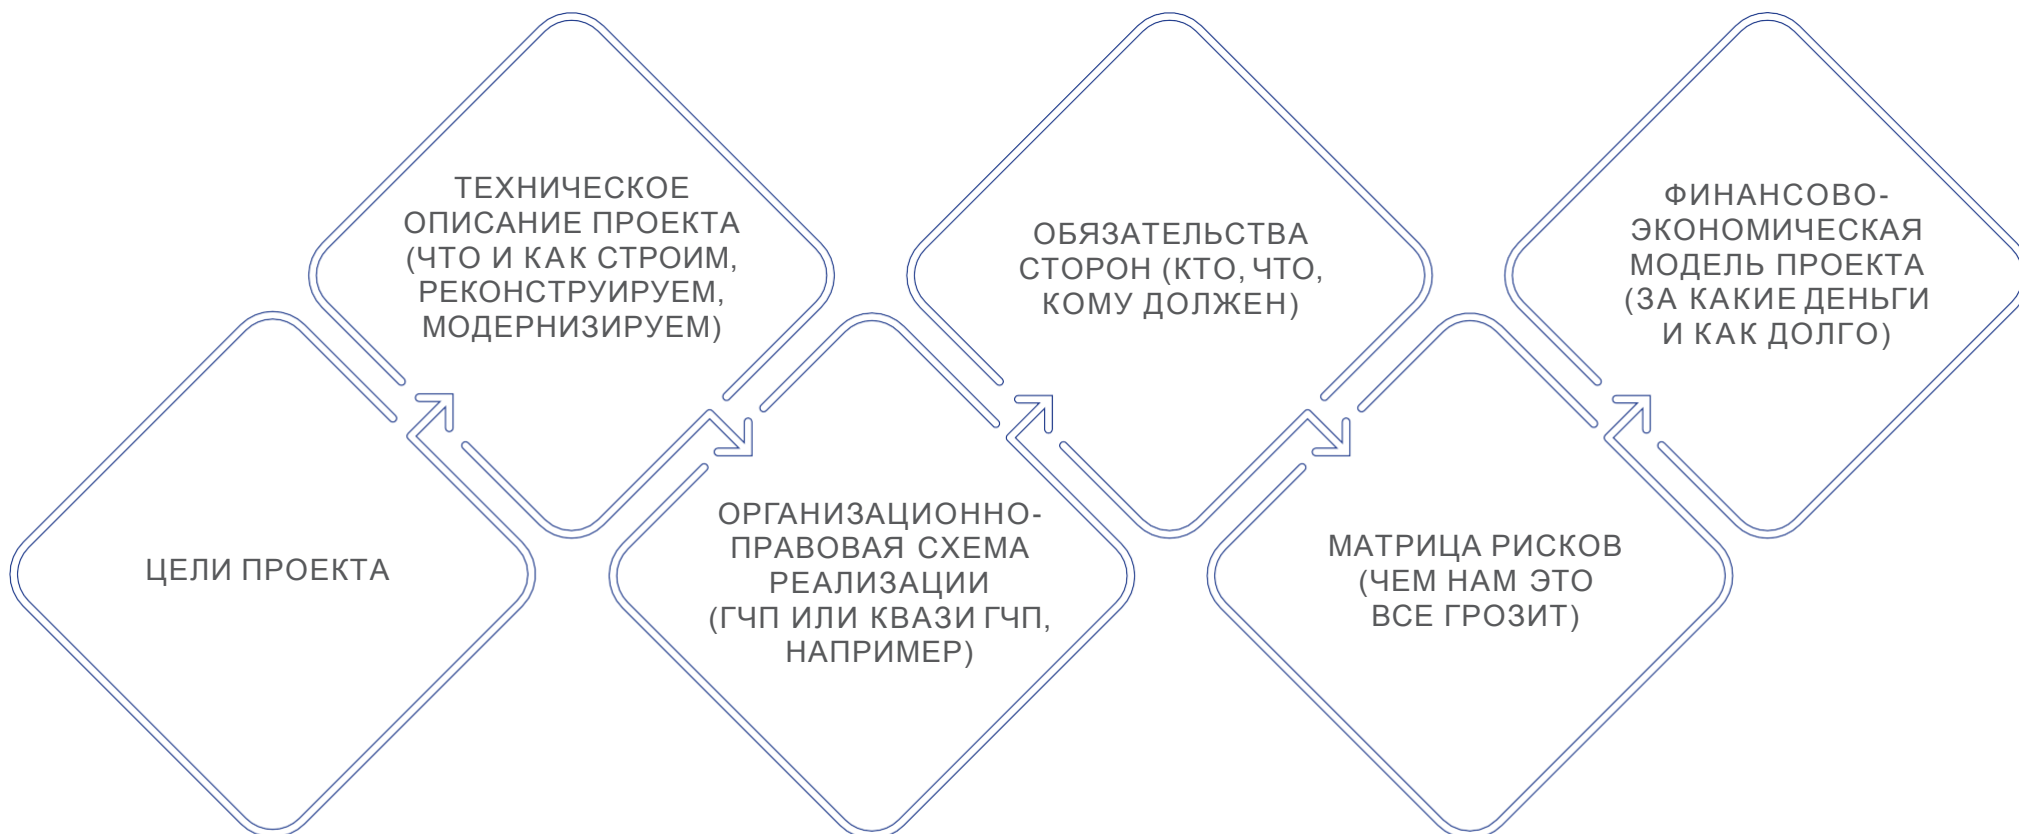 ЦЕЛИ ПРОЕКТА
ТЕХНИЧЕСКОЕ
ОПИСАНИЕ ПРОЕКТА
(ЧТО И КАК СТРОИМ,
РЕКОНСТРУИРУЕМ,
МОДЕРНИЗИРУЕМ)
ОРГАНИЗАЦИОННО-
ПРАВОВАЯ СХЕМА
РЕАЛИЗАЦИИ
(ГЧП ИЛИ КВАЗИ ГЧП,
НАПРИМЕР)
ОБЯЗАТЕЛЬСТВА
СТОРОН (КТО, ЧТО,
КОМУ ДОЛЖЕН)
МАТРИЦА РИСКОВ
(ЧЕМ НАМ ЭТО
ВСЕ ГРОЗИТ)
ФИНАНСОВО-
ЭКОНОМИЧЕСКАЯ
МОДЕЛЬ ПРОЕКТА
(ЗА КАКИЕ ДЕНЬГИ
И КАК ДОЛГО)